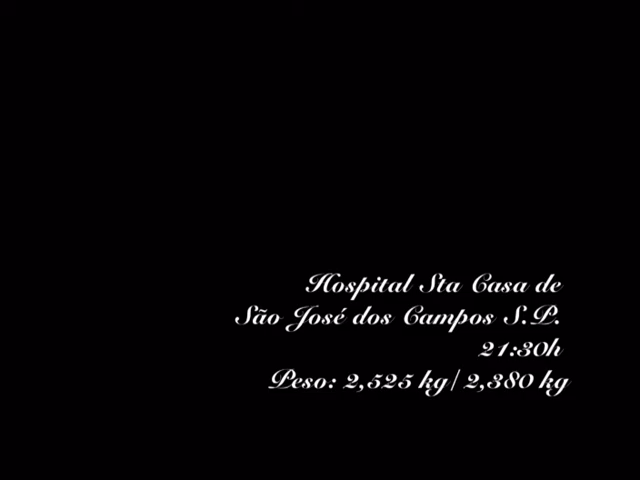 Hospital Sta Casa de
São José dos Campos S.P.
21:30h
Peso: 2,525 kg/2,380 kg